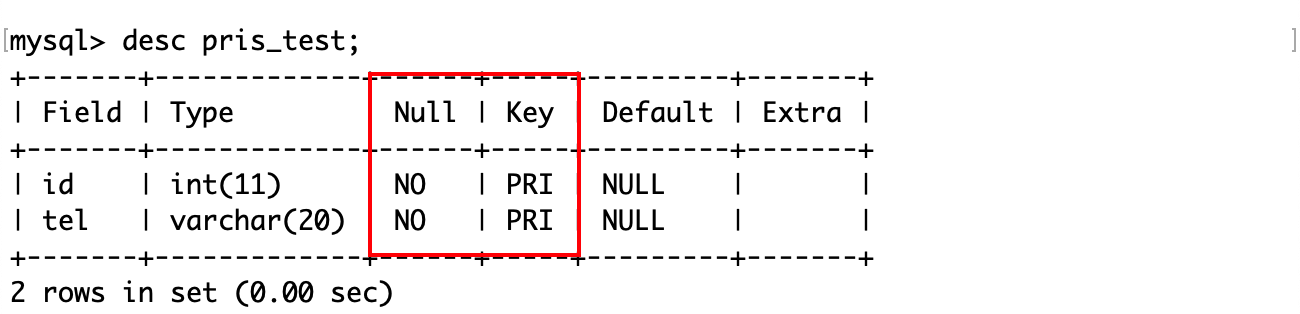 [mysql> desc pris_test; ]
+-------+-------------+------+-----+---------+-------+
| Field | Type        | Null | Key | Default | Extra |
+-------+-------------+------+-----+---------+-------+
| id    | int(11)     | NO   | PRI | NULL    |       |
| tel   | varchar(20) | NO   | PRI | NULL    |       |
+-------+-------------+------+-----+---------+-------+
2 rows in set (0.00 sec)